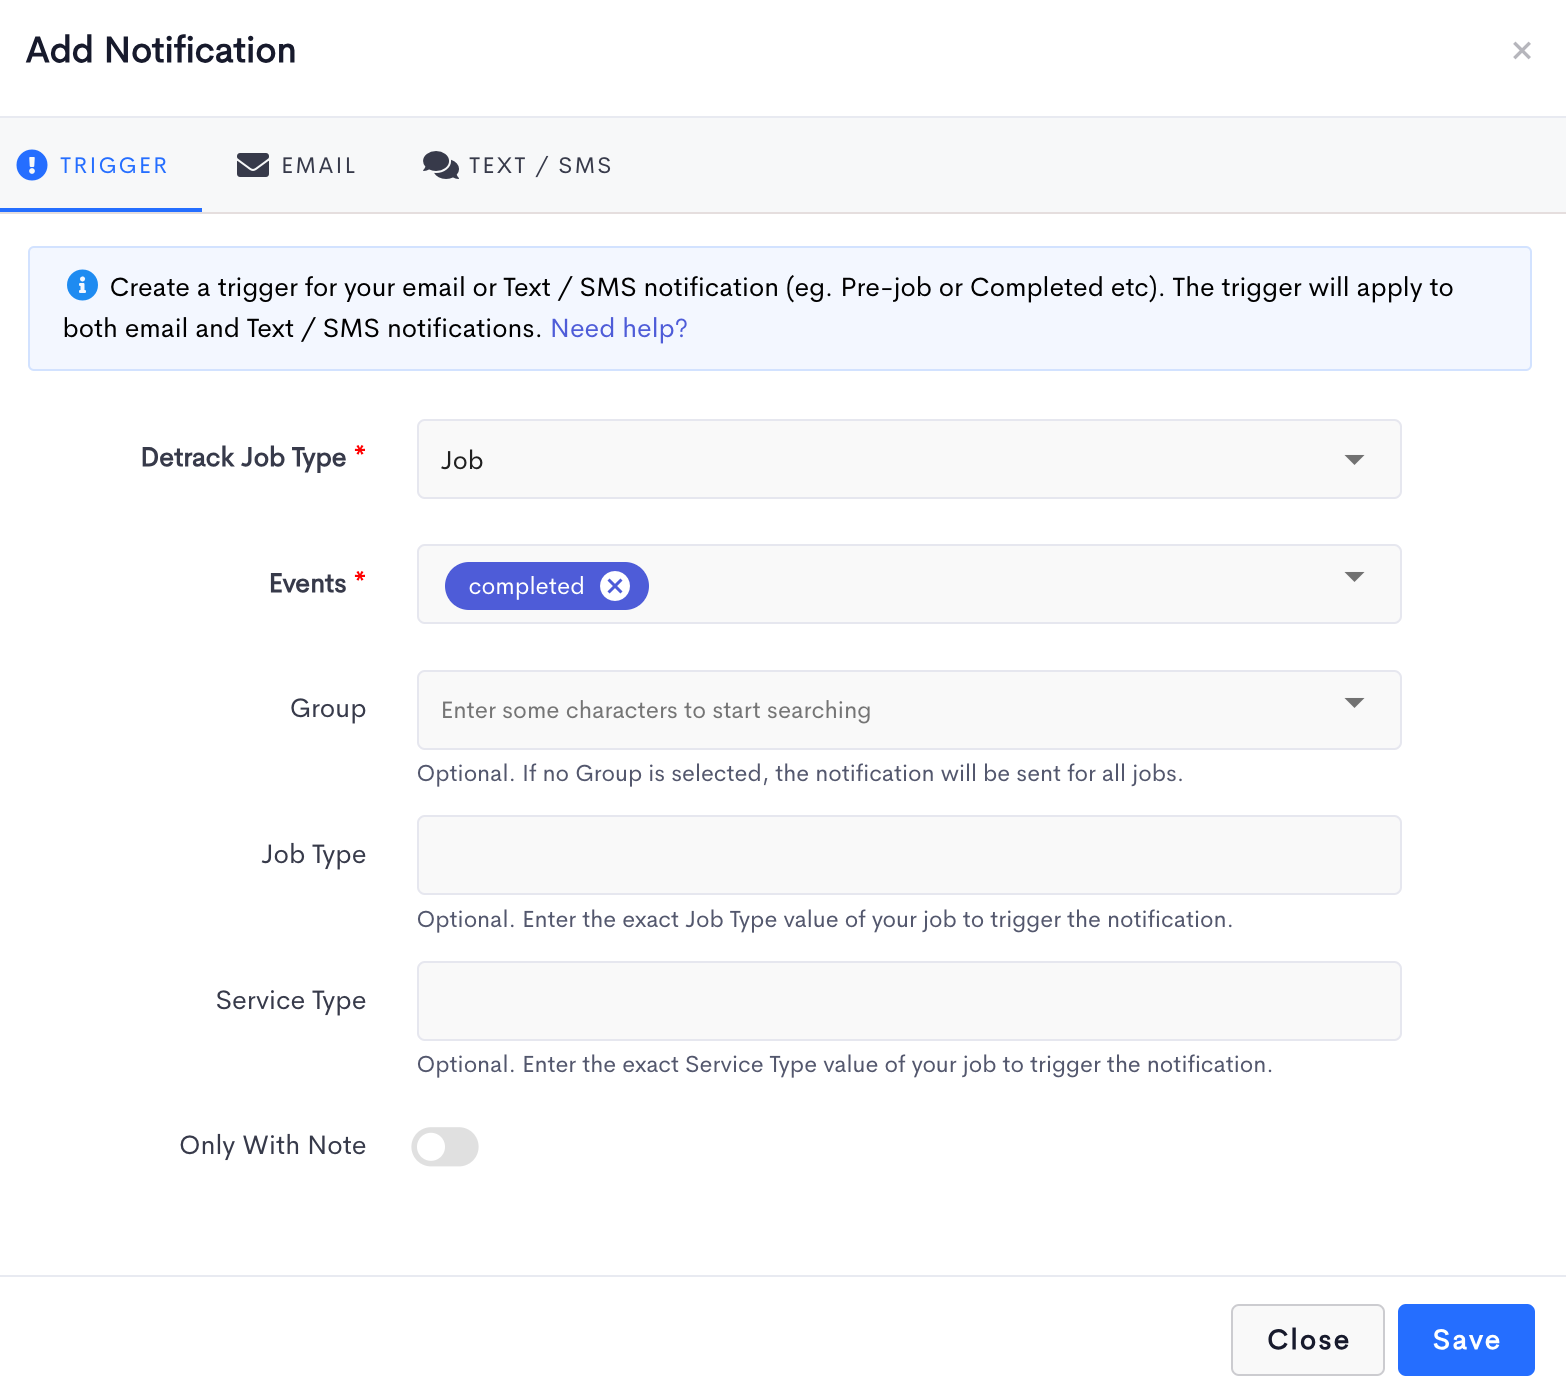 Add Notification
TRIGGER
EMAIL
TEXT / SMS
Create a trigger for your email or Text / SMS notification (eg. Pre-job or Completed etc). The trigger will apply to
both email and Text / SMS notifications. Need help?
Detrack Job Type *
Job
Events *
completed
Group
Enter some characters to start searching
Optional. If no Group is selected, the notification will be sent for all jobs.
Job Type
Optional. Enter the exact Job Type value of your job to trigger the notification.
Service Type
Optional. Enter the exact Service Type value of your job to trigger the notification.
Only With Note
Close
Save